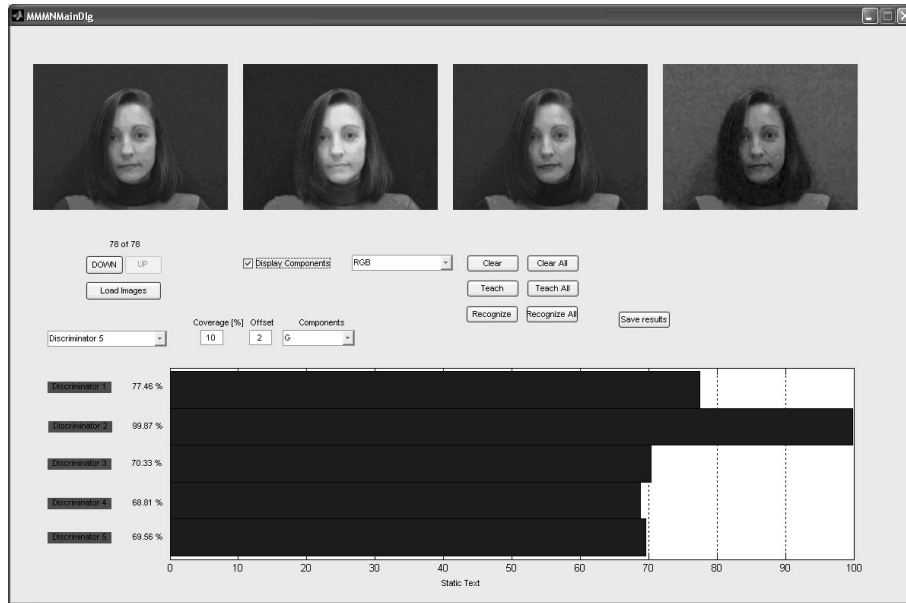 MMMNMainDlg
78 of 78
DOWN UP
Load Images
Display Components RGB
Clear Clear All
Teach Teach All
Recognize Recognize All
Save results
Discriminator 5
Coverage [%] Offset Components
10 2 G
Discriminator 1 77.46 %
Discriminator 2 99.87 %
Discriminator 3 70.33 %
Discriminator 4 68.81 %
Discriminator 5 69.56 %
0 10 20 30 40 50 60 70 80 90 100
Static Text